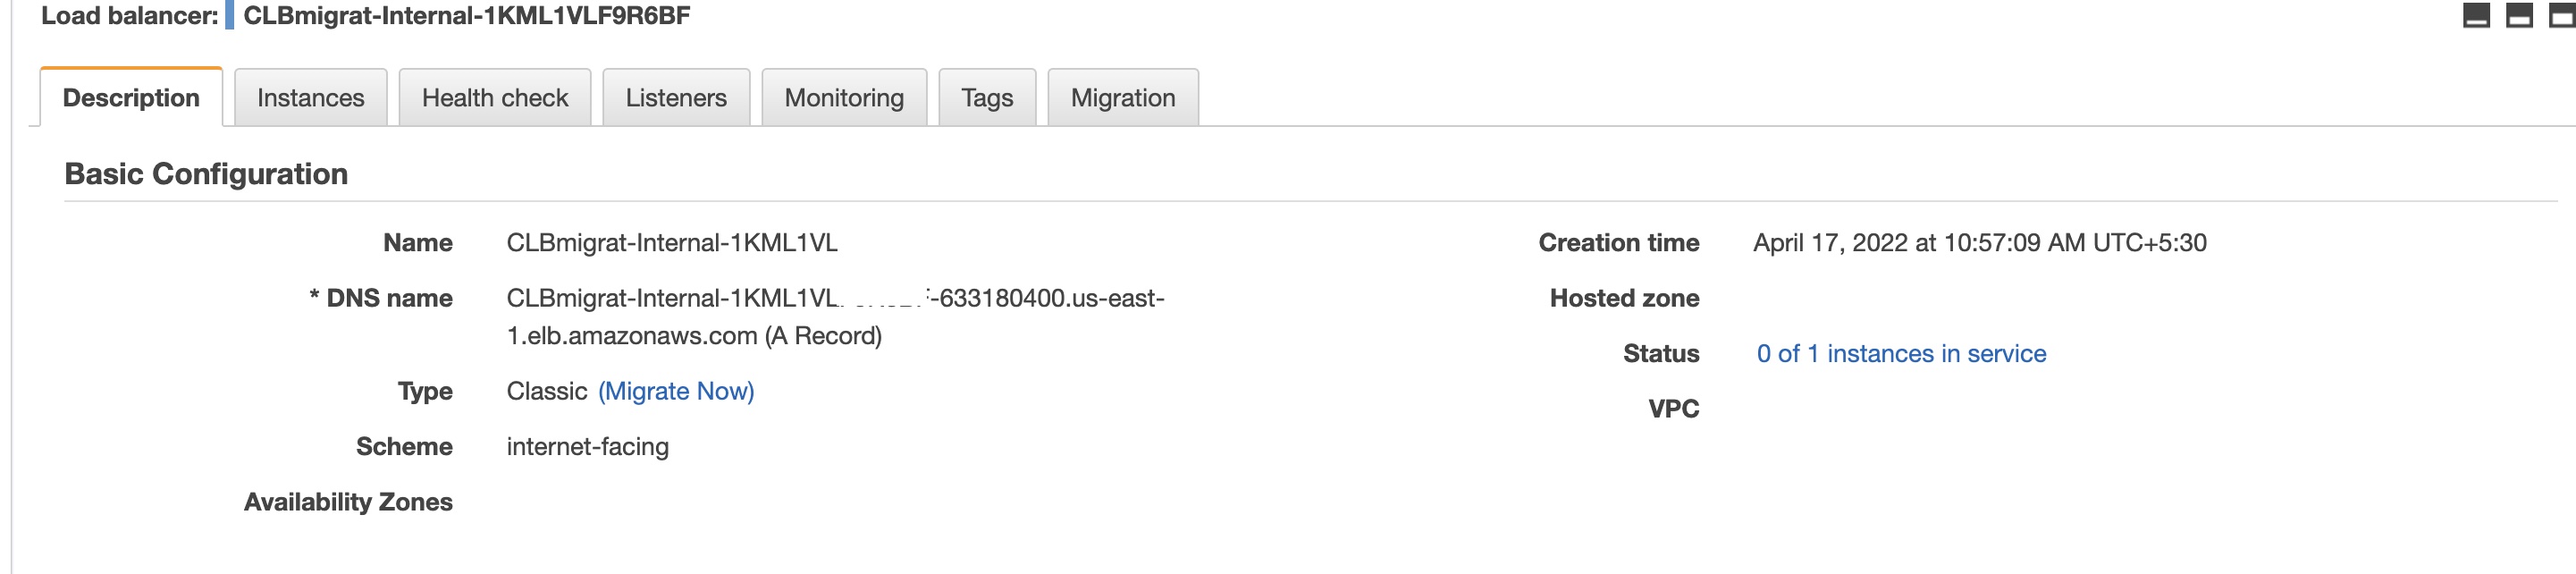 Load balancer: CLBmigrat-Internal-1KML1VLF9R6BF
Description Instances Health check Listeners Monitoring Tags Migration
Basic Configuration
Name CLBmigrat-Internal-1KML1VL
* DNS name CLBmigrat-Internal-1KML1VL -633180400.us-east-
1.elb.amazonaws.com (A Record)
Type Classic (Migrate Now)
Scheme internet-facing
Availability Zones
Creation time April 17, 2022 at 10:57:09 AM UTC+5:30
Hosted zone
Status 0 of 1 instances in service
VPC